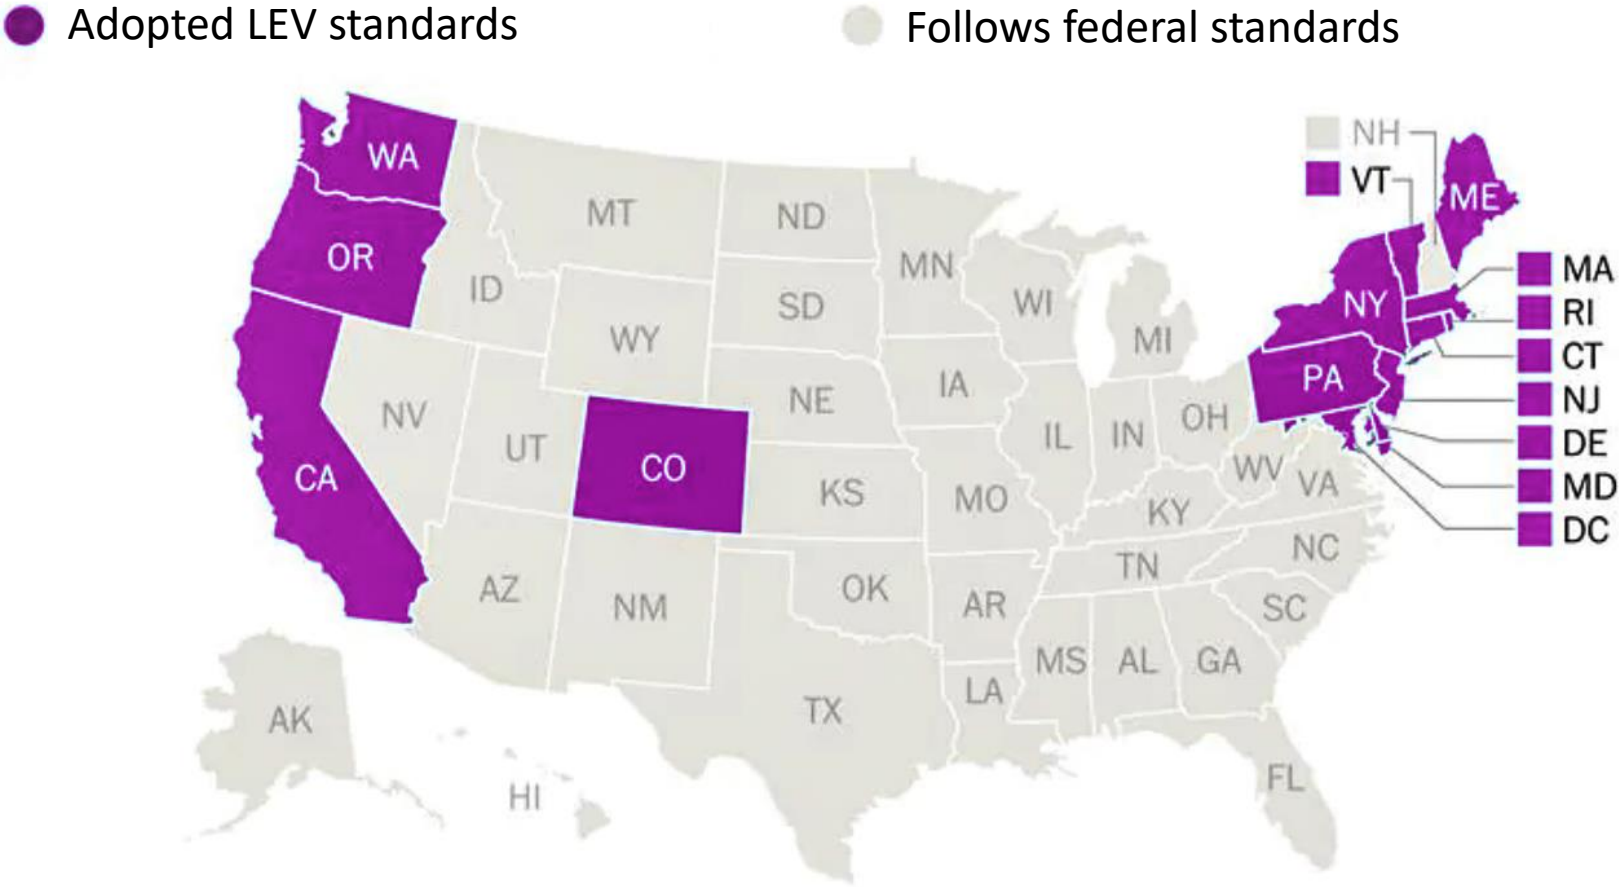 Adopted LEV standards
Follows federal standards
NH
VT
ME
WA
MT
ND
OR
MN
ID
SD
WI
NY
MA
RI
CT
NJ
DE
MD
DC
WY
MI
PA
NV
NE
IA
UT
CO
IL
IN
OH
CA
KS
MO
WV
VA
KY
AZ
NM
OK
AR
TN
NC
SC
MS
AL
GA
LA
TX
AK
HI
FL